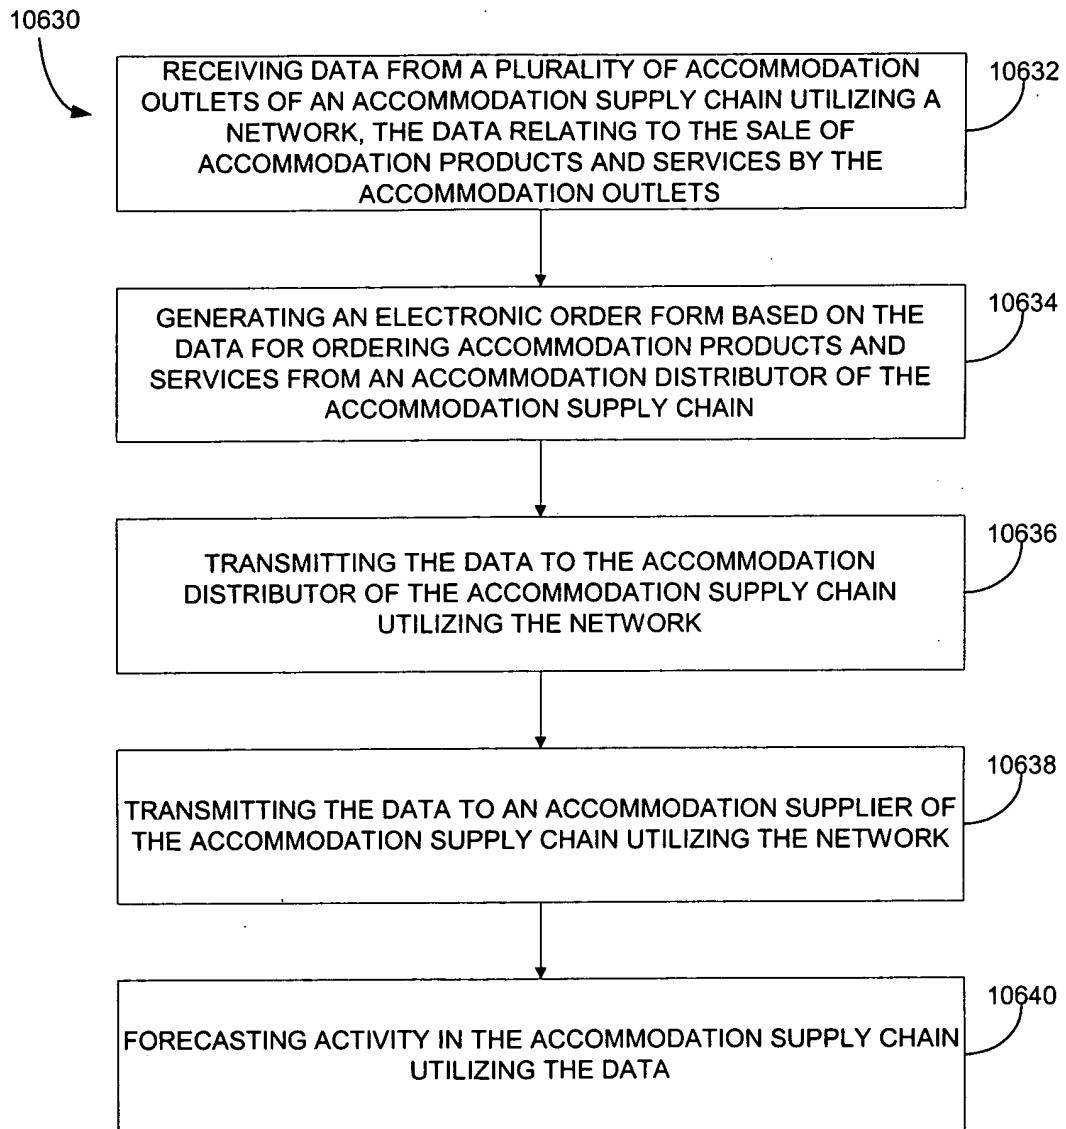 10630
RECEIVING DATA FROM A PLURALITY OF ACCOMMODATION
OUTLETS OF AN ACCOMMODATION SUPPLY CHAIN UTILIZING A
NETWORK, THE DATA RELATING TO THE SALE OF
ACCOMMODATION PRODUCTS AND SERVICES BY THE
ACCOMMODATION OUTLETS
10632
GENERATING AN ELECTRONIC ORDER FORM BASED ON THE
DATA FOR ORDERING ACCOMMODATION PRODUCTS AND
SERVICES FROM AN ACCOMMODATION DISTRIBUTOR OF THE
ACCOMMODATION SUPPLY CHAIN
10634
TRANSMITTING THE DATA TO THE ACCOMMODATION
DISTRIBUTOR OF THE ACCOMMODATION SUPPLY CHAIN
UTILIZING THE NETWORK
10636
TRANSMITTING THE DATA TO AN ACCOMMODATION SUPPLIER OF
THE ACCOMMODATION SUPPLY CHAIN UTILIZING THE NETWORK
10638
FORECASTING ACTIVITY IN THE ACCOMMODATION SUPPLY CHAIN
UTILIZING THE DATA
10640